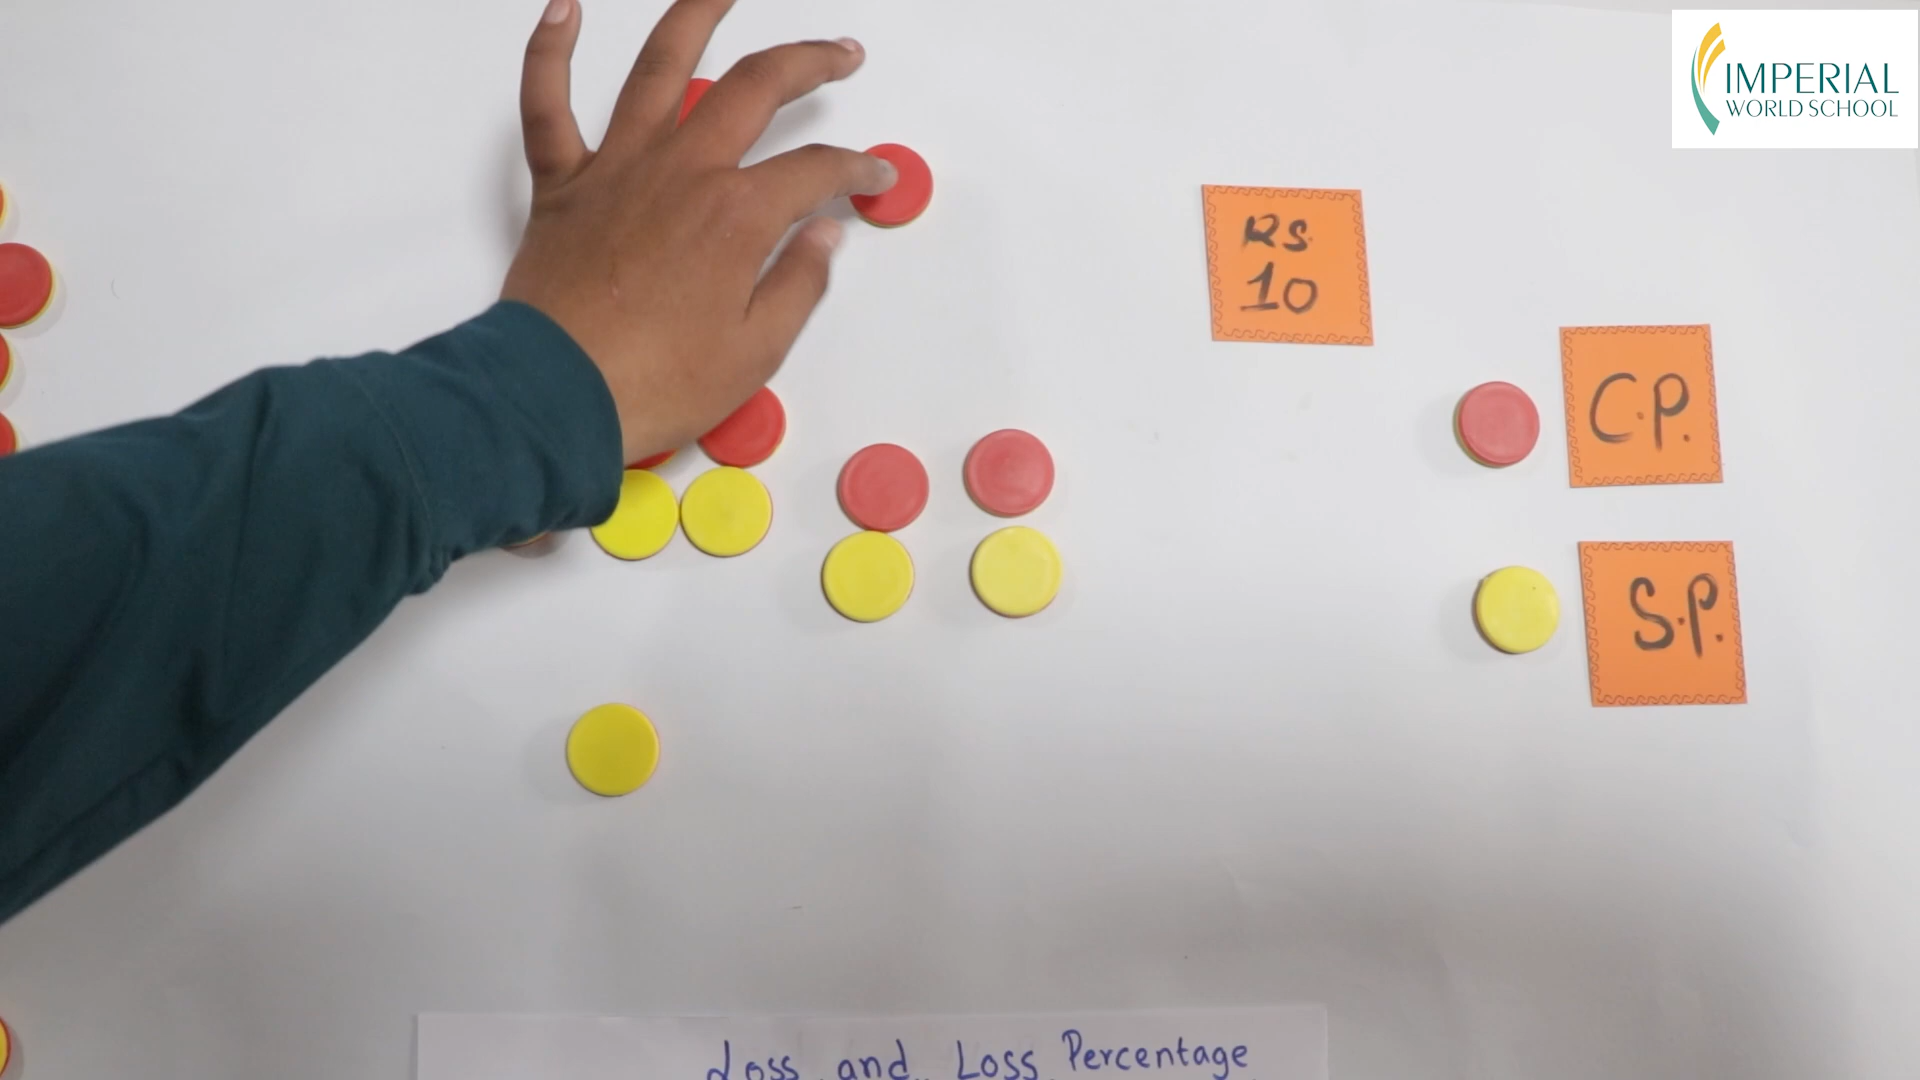 IMPERIAL
WORLD SCHOOL
Rs.
10
C.P.
S.P.
Loss and Loss Percentage